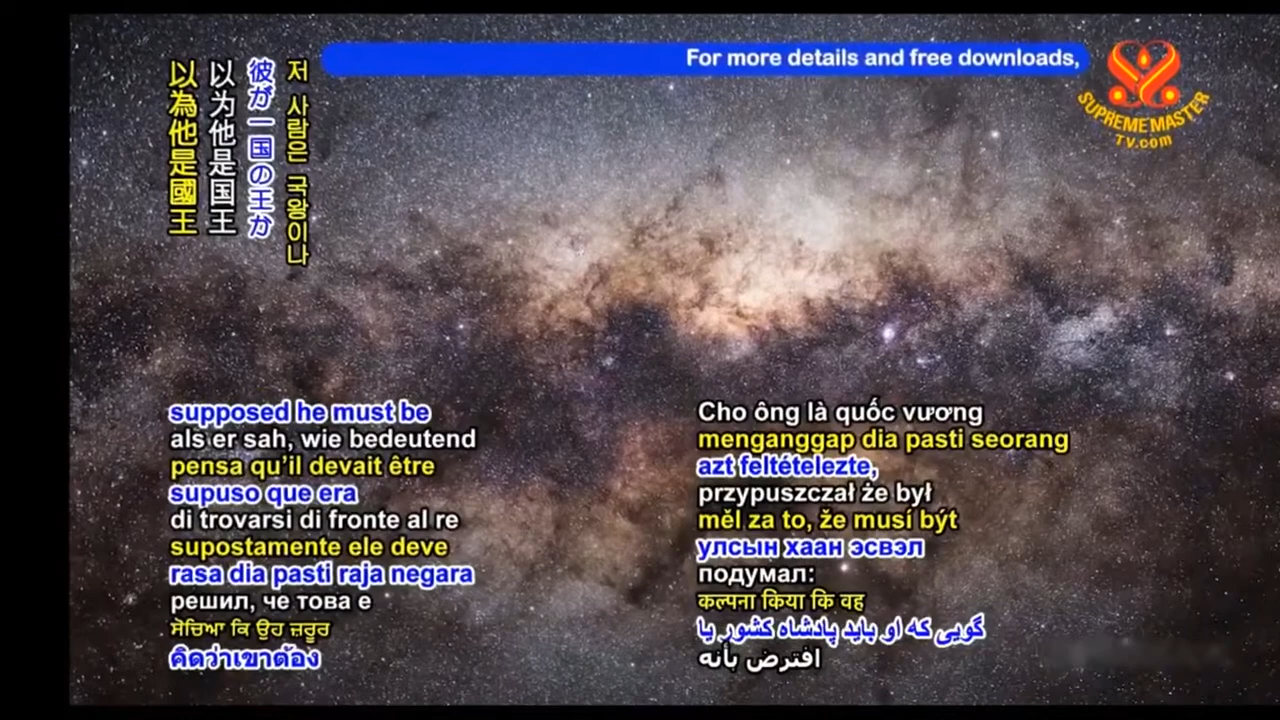 For more details and free downloads,
SUPREME MASTER
TV.com
저 사람은 국왕이나
彼が一国の王か
以为他是国王
以為他是國王
supposed he must be
als er sah, wie bedeutend
pensa qu’il devait être
supuso que era
di trovarsi di fronte al re
supostamente ele deve
rasa dia pasti raja negara
решил, че това е
ਸੋਚਿਆ ਕਿ ਉਹ ਜ਼ਰੂਰ
คิดว่าเขาต้อง
Cho ông là quốc vương
menganggap dia pasti seorang
azt feltételezte,
przypuszczał że był
měl za to, že musí být
улсын хаан эсвэл
подумал:
कल्पना किया कि वह
گویی که او باید پادشاه کشور یا
افترض بأنه